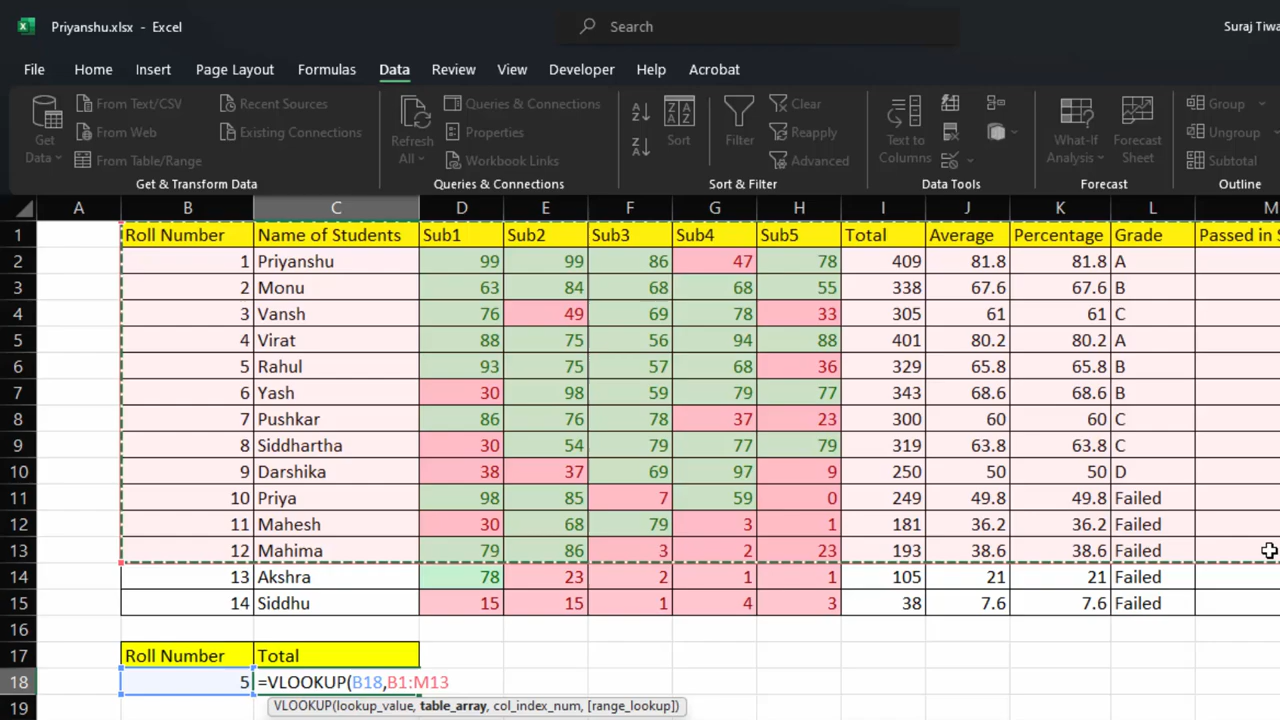 Priyanshu.xlsx - Excel Search Suraj Tiwa
File Home Insert Page Layout Formulas Data Review View Developer Help Acrobat
Get Data From Text/CSV From Web From Table/Range Recent Sources Existing Connections
Refresh All Queries & Connections Properties Workbook Links
Sort Filter Clear Reapply Advanced
Text to Columns
What-If Analysis Forecast Sheet
Group Ungroup Subtotal
Get & Transform Data Queries & Connections Sort & Filter Data Tools Forecast Outline
A B C D E F G H I J K L M
1 Roll Number Name of Students Sub1 Sub2 Sub3 Sub4 Sub5 Total Average Percentage Grade Passed in S
2 1 Priyanshu 99 99 86 47 78 409 81.8 81.8 A
3 2 Monu 63 84 68 68 55 338 67.6 67.6 B
4 3 Vansh 76 49 69 78 33 305 61 61 C
5 4 Virat 88 75 56 94 88 401 80.2 80.2 A
6 5 Rahul 93 75 57 68 36 329 65.8 65.8 B
7 6 Yash 30 98 59 79 77 343 68.6 68.6 B
8 7 Pushkar 86 76 78 37 23 300 60 60 C
9 8 Siddhartha 30 54 79 77 79 319 63.8 63.8 C
10 9 Darshika 38 37 69 97 9 250 50 50 D
11 10 Priya 98 85 7 59 0 249 49.8 49.8 Failed
12 11 Mahesh 30 68 79 3 1 181 36.2 36.2 Failed
13 12 Mahima 79 86 3 2 23 193 38.6 38.6 Failed
14 13 Akshra 78 23 2 1 1 105 21 21 Failed
15 14 Siddhu 15 15 1 4 3 38 7.6 7.6 Failed
16
17 Roll Number Total
18 5 =VLOOKUP(B18,B1:M13
19 VLOOKUP(lookup_value, table_array, col_index_num, [range_lookup])